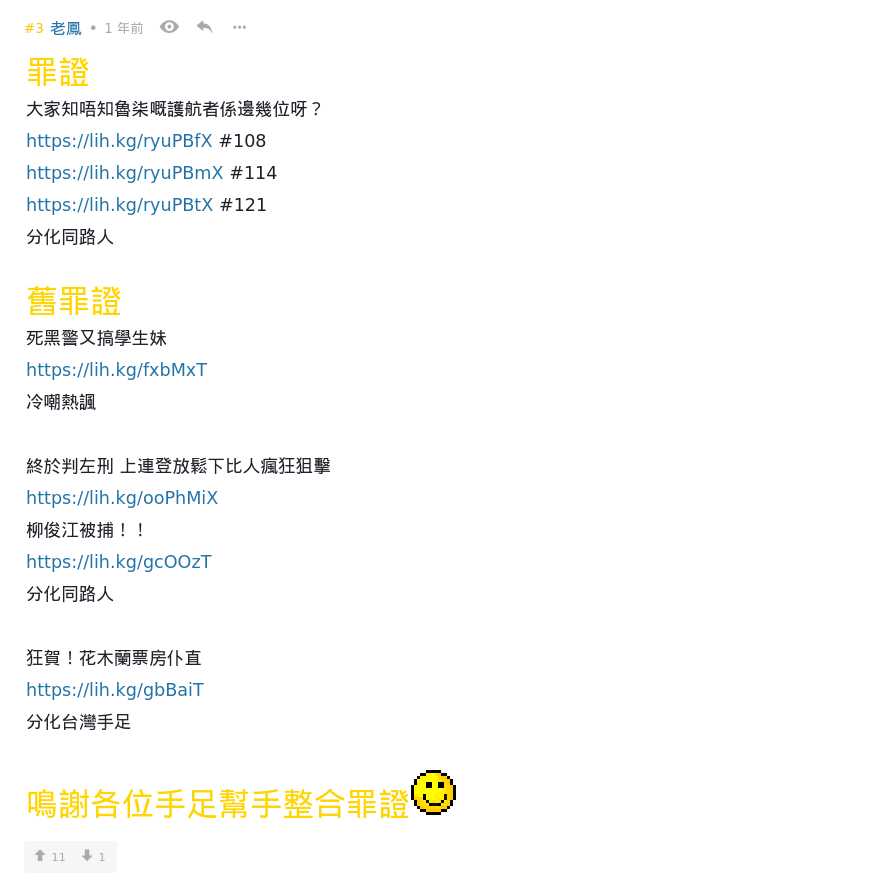 #3 老鳳 • 1 年前
罪證
大家知唔知魯柒嘅護航者係邊幾位呀？
https://lih.kg/ryuPBfX #108
https://lih.kg/ryuPBmX #114
https://lih.kg/ryuPBtX #121
分化同路人
舊罪證
死黑警又搞學生妹
https://lih.kg/fxbMxT
冷嘲熱諷
終於判左刑 上連登放鬆下比人瘋狂狙擊
https://lih.kg/ooPhMiX
柳俊江被捕！！
https://lih.kg/gcOOzT
分化同路人
狂賀！花木蘭票房仆直
https://lih.kg/gbBaiT
分化台灣手足
鳴謝各位手足幫手整合罪證
11 1